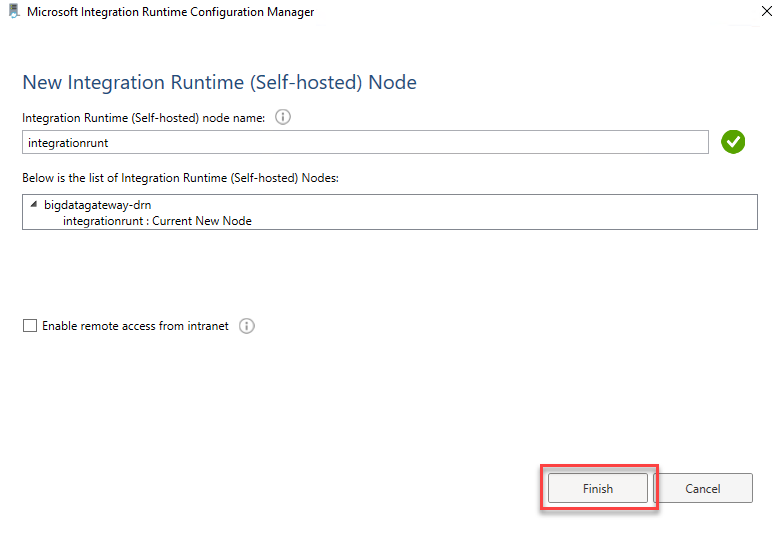 Microsoft Integration Runtime Configuration Manager
New Integration Runtime (Self-hosted) Node
Integration Runtime (Self-hosted) node name:
integrationrunt
Below is the list of Integration Runtime (Self-hosted) Nodes:
bigdatagateway-drn
integrationrunt : Current New Node
Enable remote access from intranet
Finish Cancel